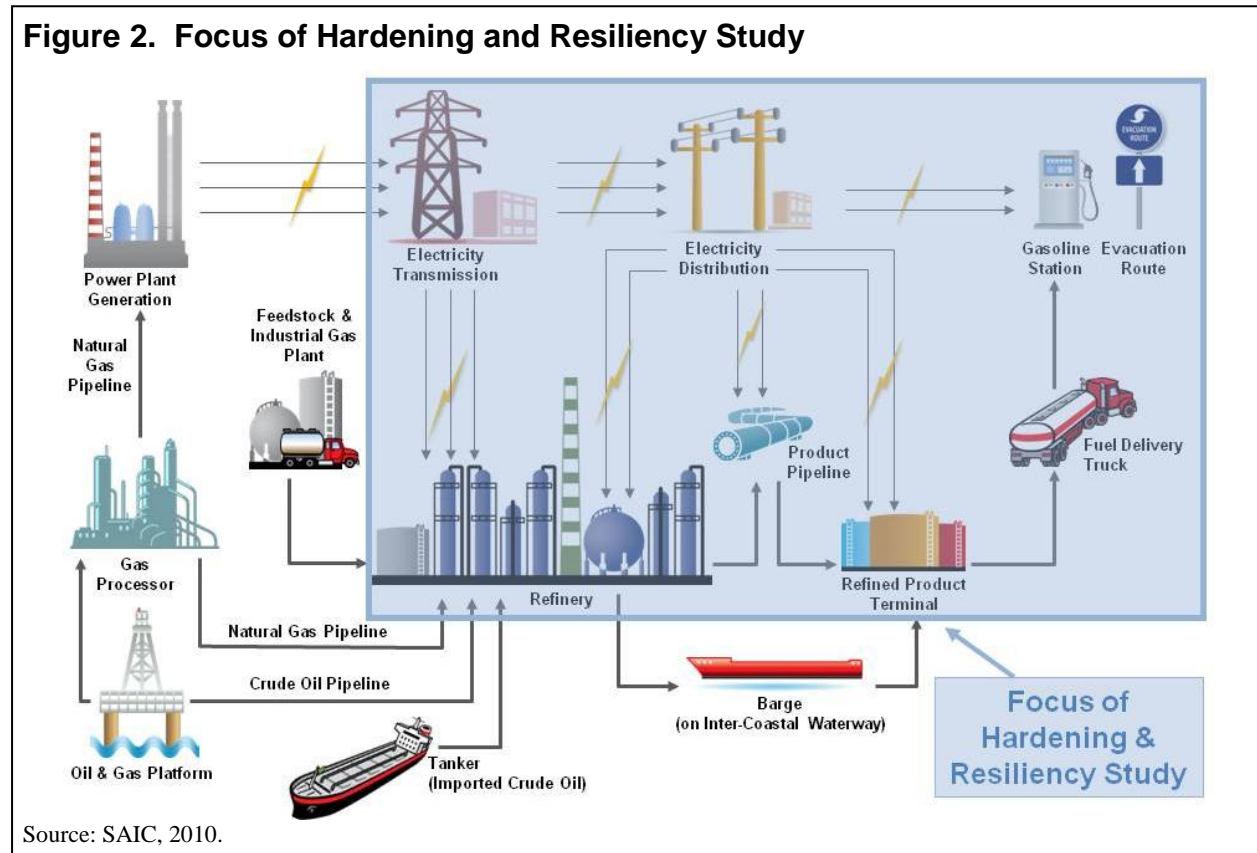 Figure 2. Focus of Hardening and Resiliency Study
EVACUATION
ROUTE
Power Plant
Generation
Electricity
Transmission
Electricity
Distribution
Gasoline
Station
Evacuation
Route
Natural
Gas
Pipeline
Feedstock &
Industrial Gas
Plant
Product
Pipeline
Fuel Delivery
Truck
Gas
Processor
Refinery
Refined Product
Terminal
Natural Gas Pipeline
Crude Oil Pipeline
Oil & Gas Platform
Tanker
(Imported Crude Oil)
Barge
(on Inter-Coastal Waterway)
Focus of
Hardening &
Resiliency Study
Source: SAIC, 2010.